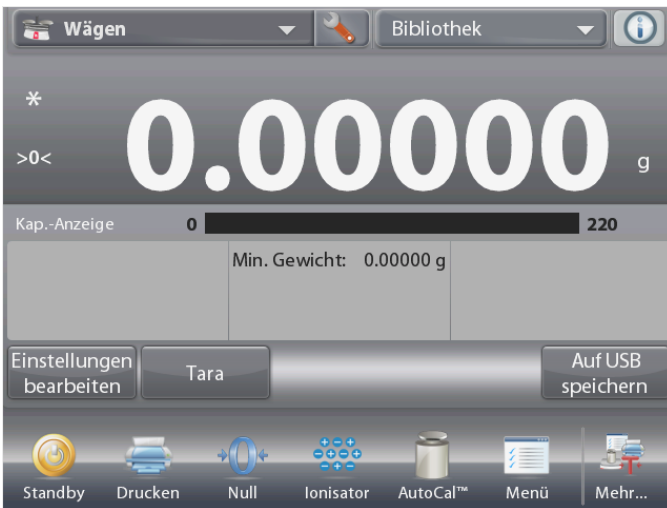 Wägen Bibliothek
*
0.00000
>0< g
Kap.-Anzeige 0 220
Min. Gewicht: 0.00000 g
Einstellungen bearbeiten
Tara
Auf USB speichern
Standby Drucken Null Ionisator AutoCal™ Menü Mehr...